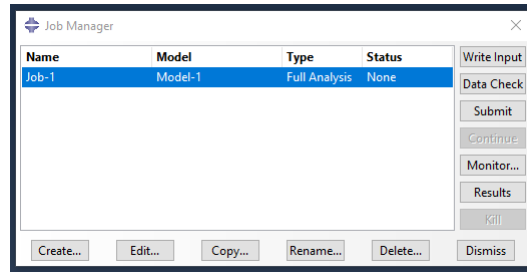 Job Manager
Name Model Type Status
Job-1 Model-1 Full Analysis None
Write Input
Data Check
Submit
Continue
Monitor...
Results
Kill
Create... Edit... Copy... Rename... Delete... Dismiss